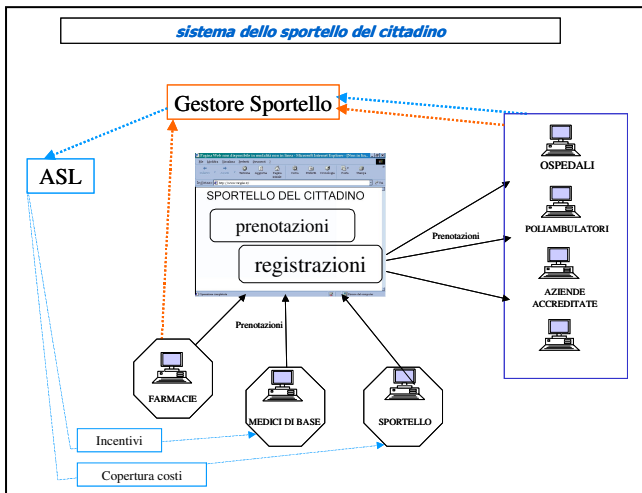 sistema dello sportello del cittadino
Gestore Sportello
ASL
OSPEDALI
SPORTELLO DEL CITTADINO
prenotazioni
POLIAMBULATORI
Prenotazioni
registrazioni
AZIENDE
ACCREDITATE
Prenotazioni
FARMACIE
MEDICI DI BASE
SPORTELLO
Incentivi
Copertura costi